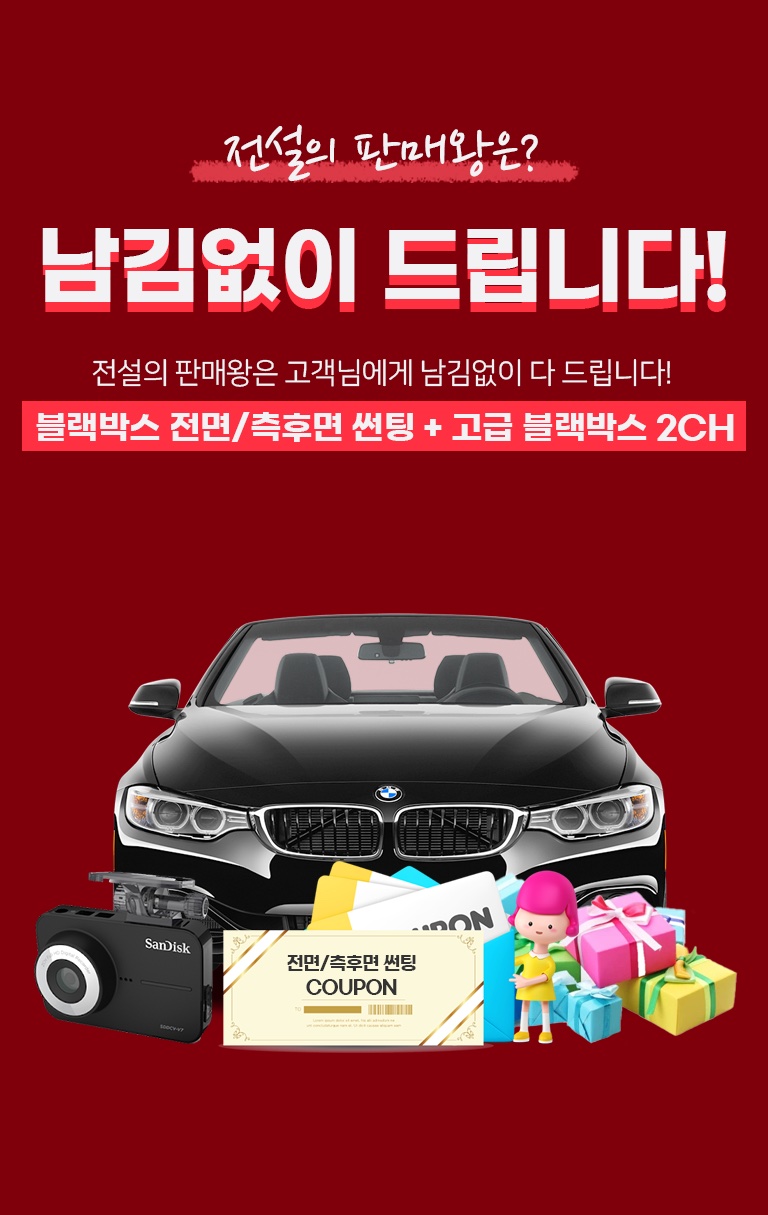 전설의 판매왕은?
남김없이 드립니다!
전설의 판매왕은 고객님에게 남김없이 다 드립니다!
블랙박스 전면/측후면 썬팅 + 고급 블랙박스 2CH
SanDisk
전면/측후면 썬팅
COUPON
TO